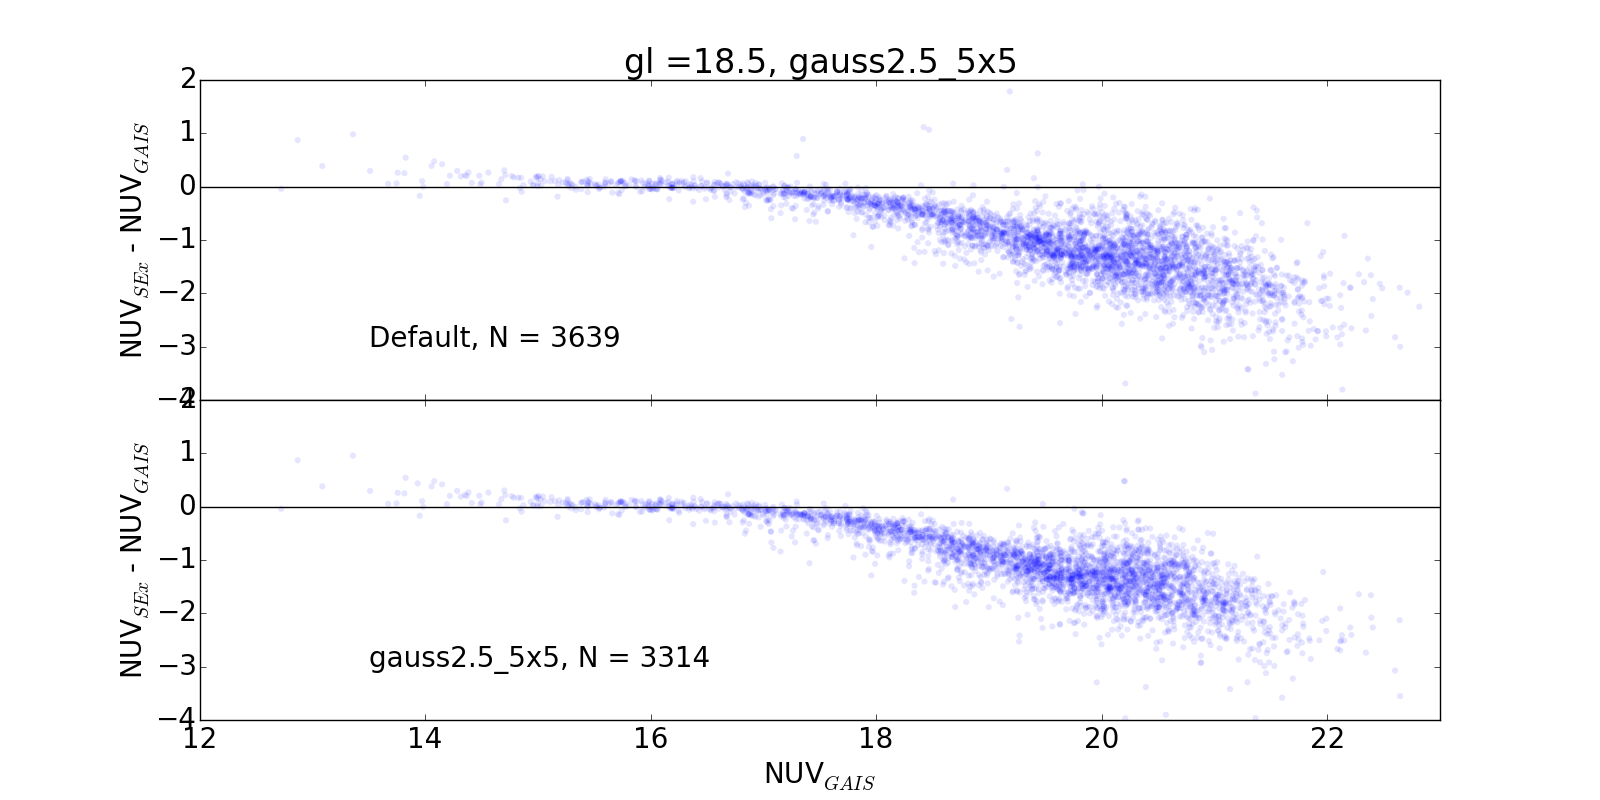 gl =18.5, gauss2.5_5x5
2
1
0
−1
−2
−3
−4
NUV_SEx - NUV_GAIS
Default, N = 3639
2
1
0
−1
−2
−3
−4
NUV_SEx - NUV_GAIS
gauss2.5_5x5, N = 3314
12 14 16 18 20 22
NUV_GAIS